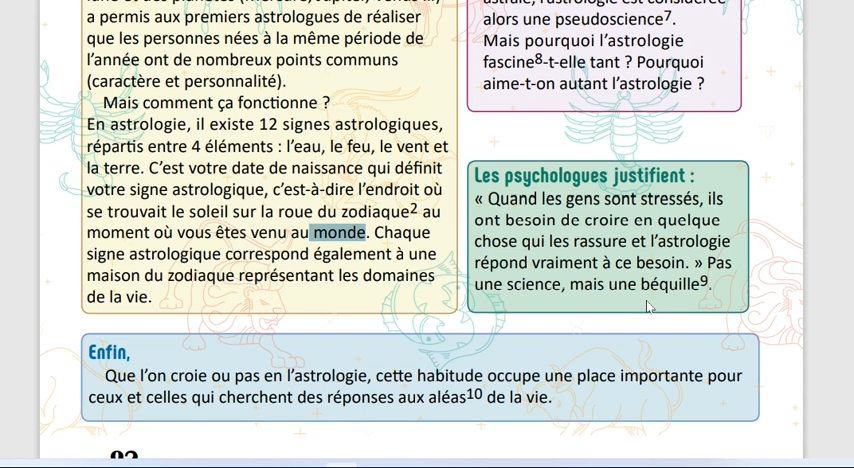 a permis aux premiers astrologues de réaliser
que les personnes nées à la même période de
l’année ont de nombreux points communs
(caractère et personnalité).
Mais comment ça fonctionne ?
En astrologie, il existe 12 signes astrologiques,
répartis entre 4 éléments : l’eau, le feu, le vent et
la terre. C’est votre date de naissance qui définit
votre signe astrologique, c’est-à-dire l’endroit où
se trouvait le soleil sur la roue du zodiaque2 au
moment où vous êtes venu au monde. Chaque
signe astrologique correspond également à une
maison du zodiaque représentant les domaines
de la vie.
alors une pseudoscience7.
Mais pourquoi l’astrologie
fascine8-t-elle tant ? Pourquoi
aime-t-on autant l’astrologie ?
Les psychologues justifient :
« Quand les gens sont stressés, ils
ont besoin de croire en quelque
chose qui les rassure et l’astrologie
répond vraiment à ce besoin. » Pas
une science, mais une béquille9.
Enfin,
Que l’on croie ou pas en l’astrologie, cette habitude occupe une place importante pour
ceux et celles qui cherchent des réponses aux aléas10 de la vie.